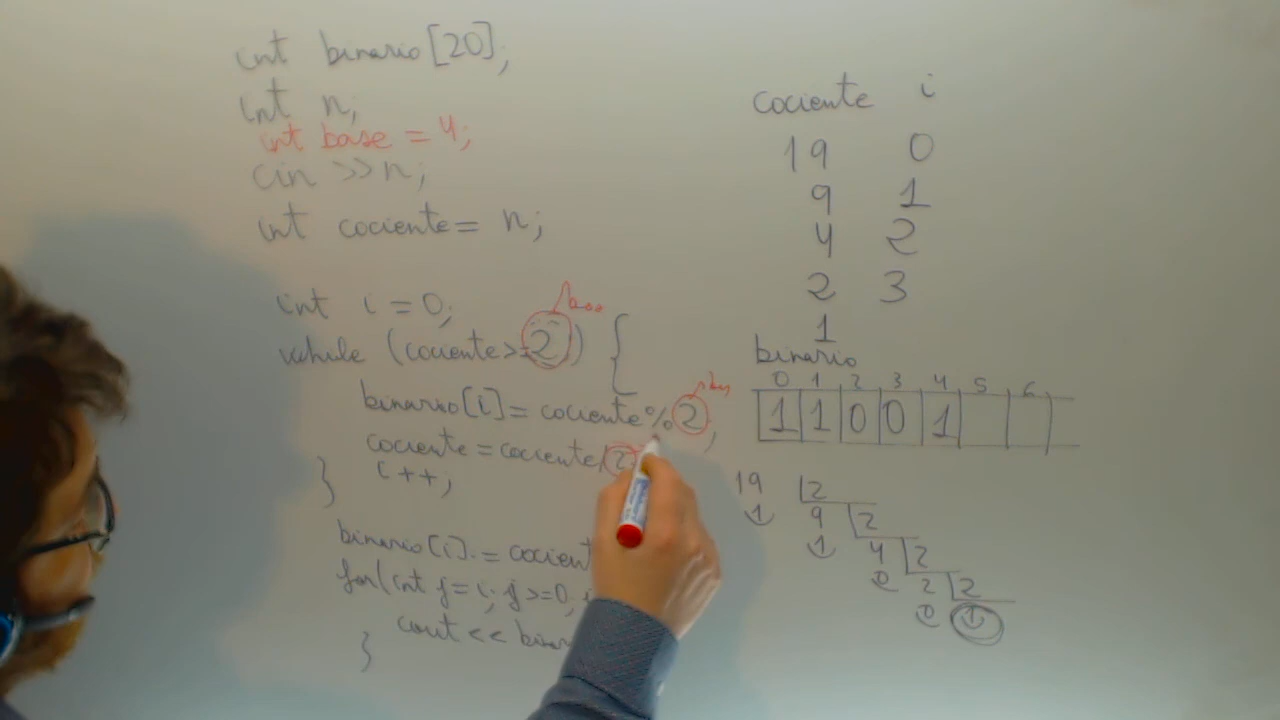 int binario[20];
int n;
int base = 4;
cin >> n;
int cociente = n;
int i = 0;
base
while (cociente>=2) {
binario[i] = cociente%2;
cociente = cociente/2
i++;
}
binario[i] = cocient
for(int j=i; j>=0;
cout <<
}
cociente i
19 0
9 1
4 2
2 3
1
binario
0 1 2 3 4 5 6
1 1 0 0 1
19 2
1 9 2
1 4 2
0 2 2
0 1